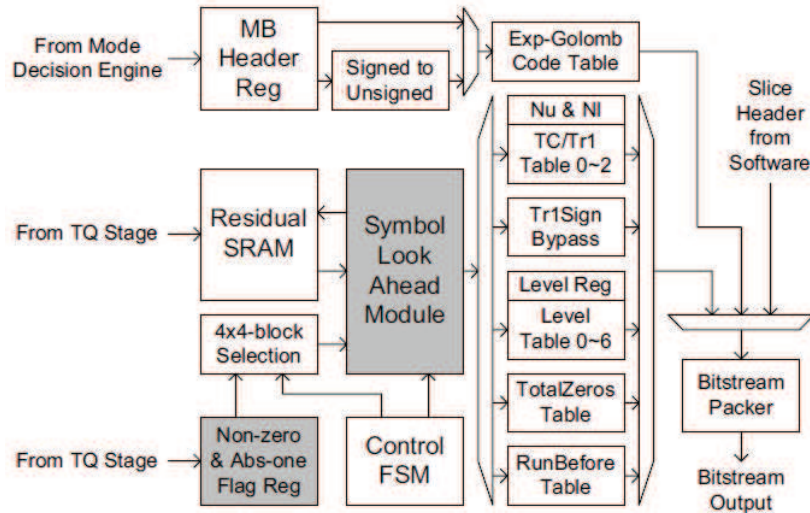 From Mode
Decision Engine
MB
Header
Reg
Signed to
Unsigned
Exp-Golomb
Code Table
Slice
Header
from
Software
From TQ Stage
Residual
SRAM
Symbol
Look
Ahead
Module
Nu & Nl
TC/Tr1
Table 0~2
Tr1Sign
Bypass
Level Reg
Level
Table 0~6
TotalZeros
Table
RunBefore
Table
4x4-block
Selection
From TQ Stage
Non-zero
& Abs-one
Flag Reg
Control
FSM
Bitstream
Packer
Bitstream
Output